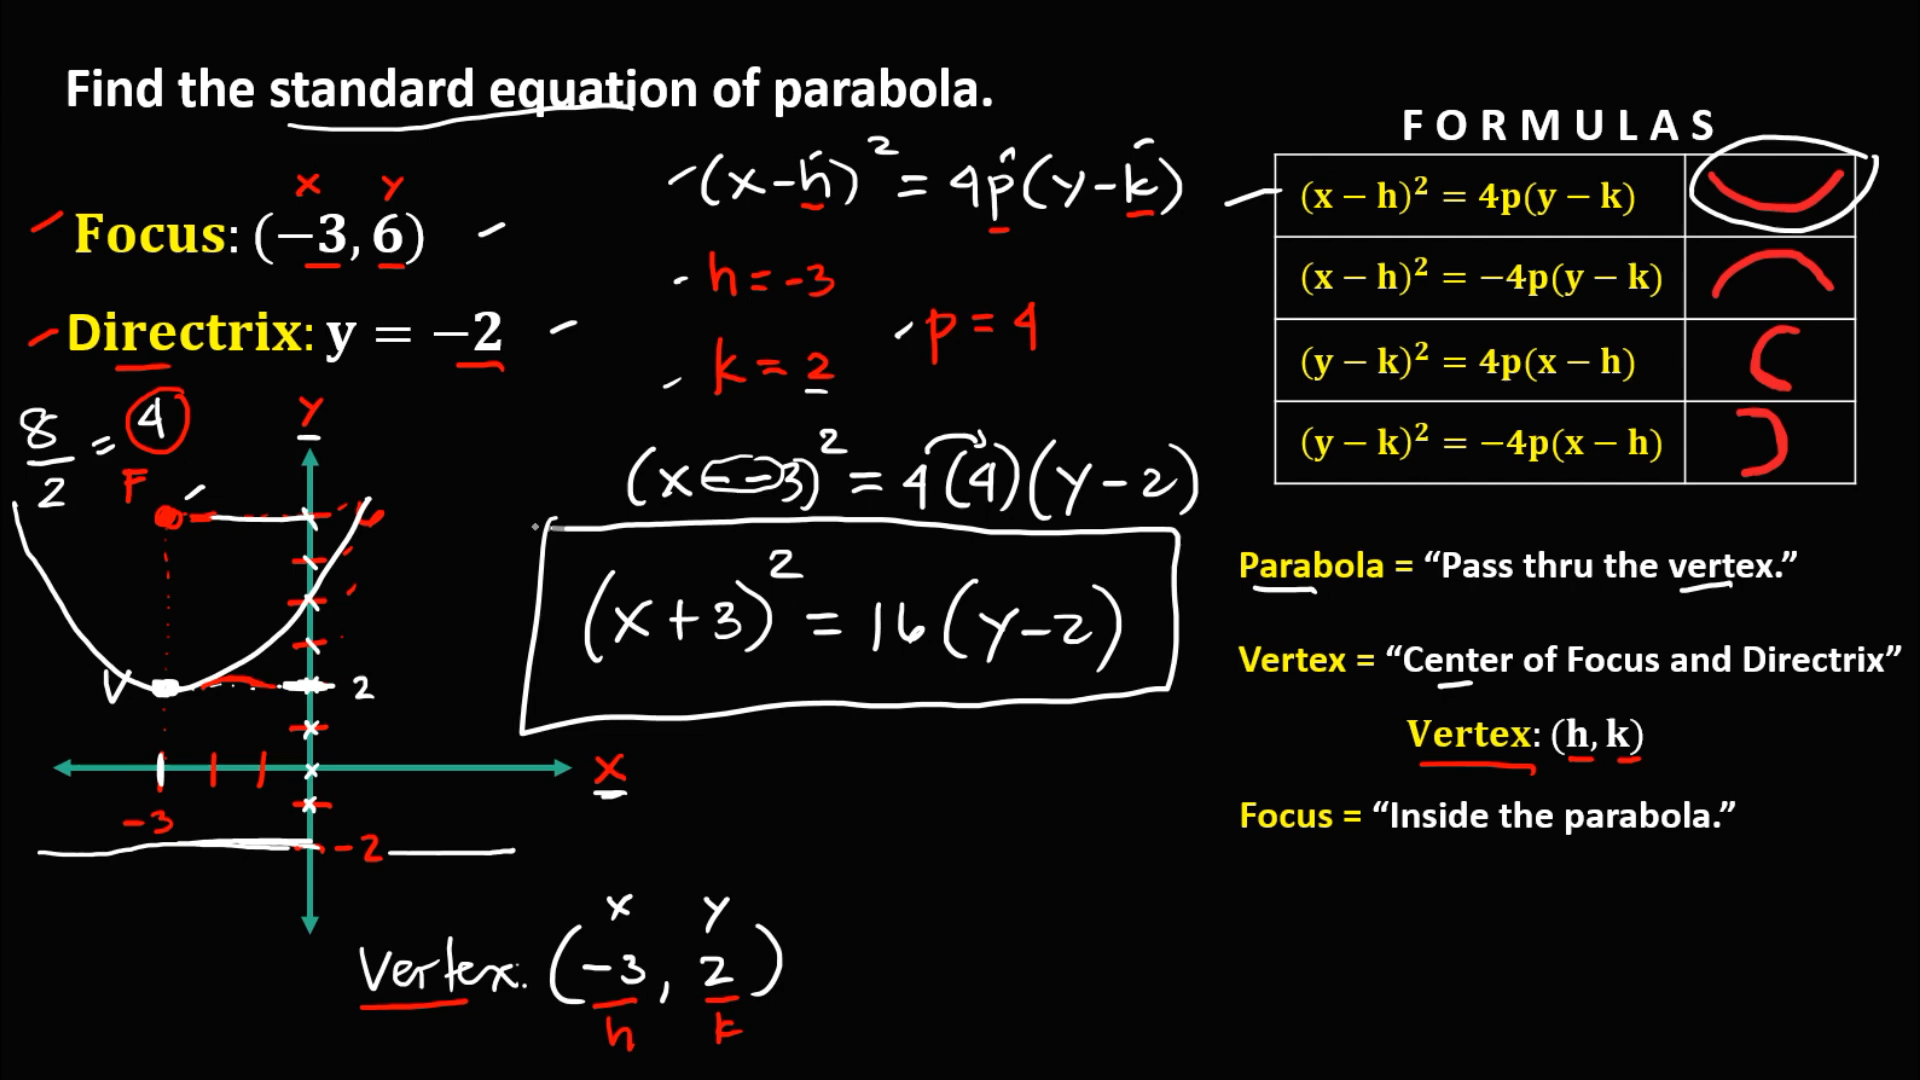 Find the standard equation of parabola.
x y
Focus: (−3, 6)
Directrix: y = −2
8/2 = 4
(x-h)² = 4p(y-k)
h = -3
k = 2
p = 4
(x--3)² = 4(4)(y-2)
(x+3)² = 16(y-2)
F
y
V
2
x
-3
-2
x y
Vertex: (-3, 2)
h k
FORMULAS
(x − h)² = 4p(y − k)
(x − h)² = −4p(y − k)
(y − k)² = 4p(x − h)
(y − k)² = −4p(x − h)
Parabola = “Pass thru the vertex.”
Vertex = “Center of Focus and Directrix”
Vertex: (h, k)
Focus = “Inside the parabola.”